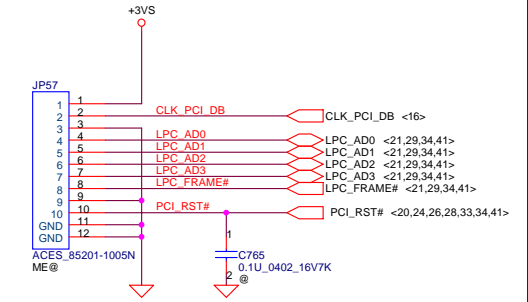 +3VS
JP57
1 1
2 2 CLK_PCI_DB CLK_PCI_DB <16>
3 3
4 4 LPC_AD0 LPC_AD0 <21,29,34,41>
5 5 LPC_AD1 LPC_AD1 <21,29,34,41>
6 6 LPC_AD2 LPC_AD2 <21,29,34,41>
7 7 LPC_AD3 LPC_AD3 <21,29,34,41>
8 8 LPC_FRAME# LPC_FRAME# <21,29,34,41>
9 9
10 10 PCI_RST# PCI_RST# <20,24,26,28,33,34,41>
GND 11
GND 12
ACES_85201-1005N
ME@
1
C765
0.1U_0402_16V7K
2 @